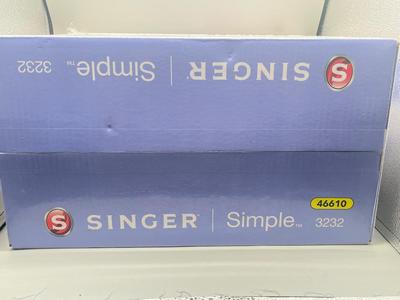 S SINGER® | Simple™ 3232
46610
S SINGER | Simple™ 3232